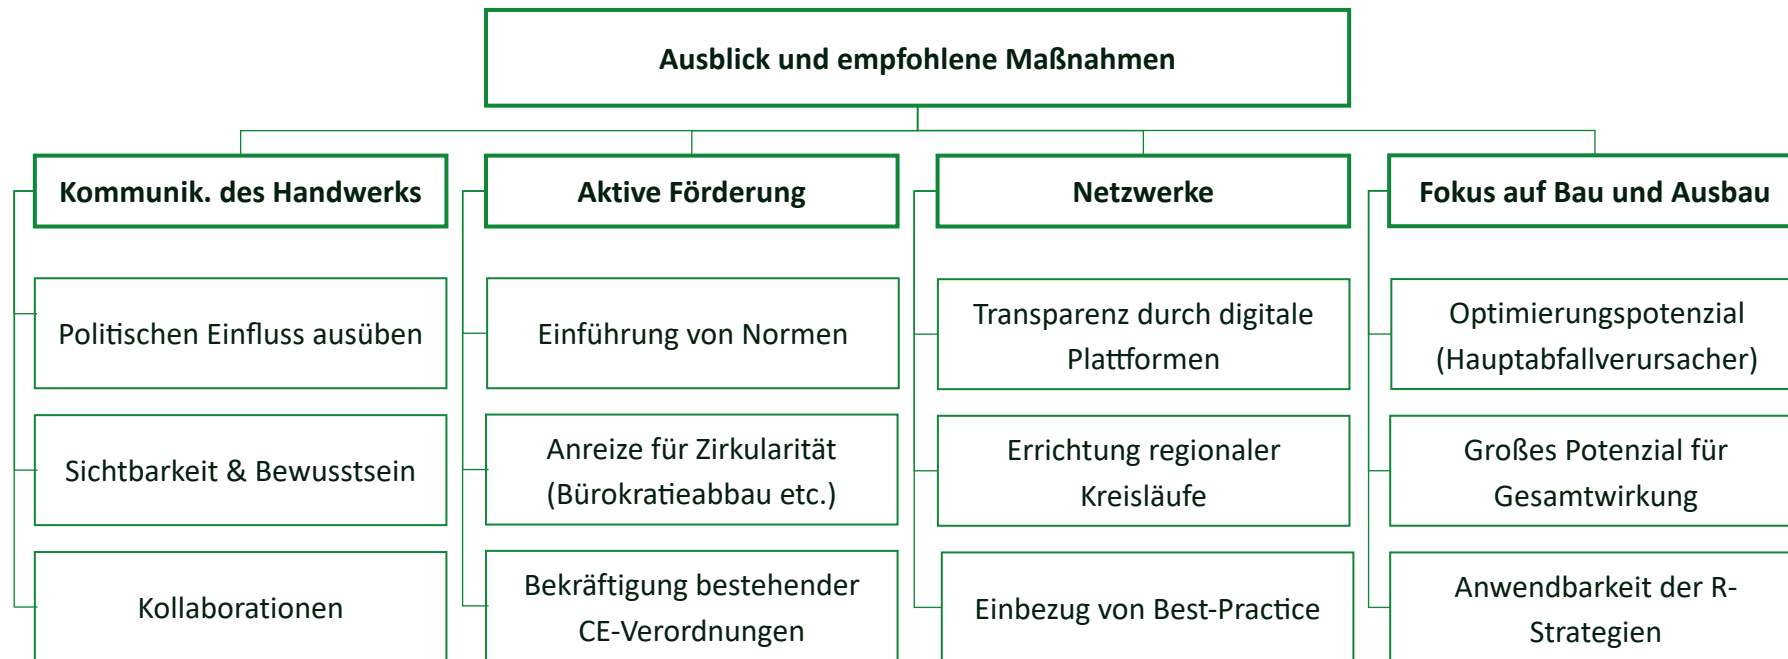 Ausblick und empfohlene Maßnahmen
Kommunik. des Handwerks
Politischen Einfluss ausüben
Sichtbarkeit & Bewusstsein
Kollaborationen
Aktive Förderung
Einführung von Normen
Anreize für Zirkularität
(Bürokratieabbau etc.)
Bekräftigung bestehender
CE-Verordnungen
Netzwerke
Transparenz durch digitale
Plattformen
Errichtung regionaler
Kreisläufe
Einbezug von Best-Practice
Fokus auf Bau und Ausbau
Optimierungspotenzial
(Hauptabfallverursacher)
Großes Potenzial für
Gesamtwirkung
Anwendbarkeit der R-
Strategien